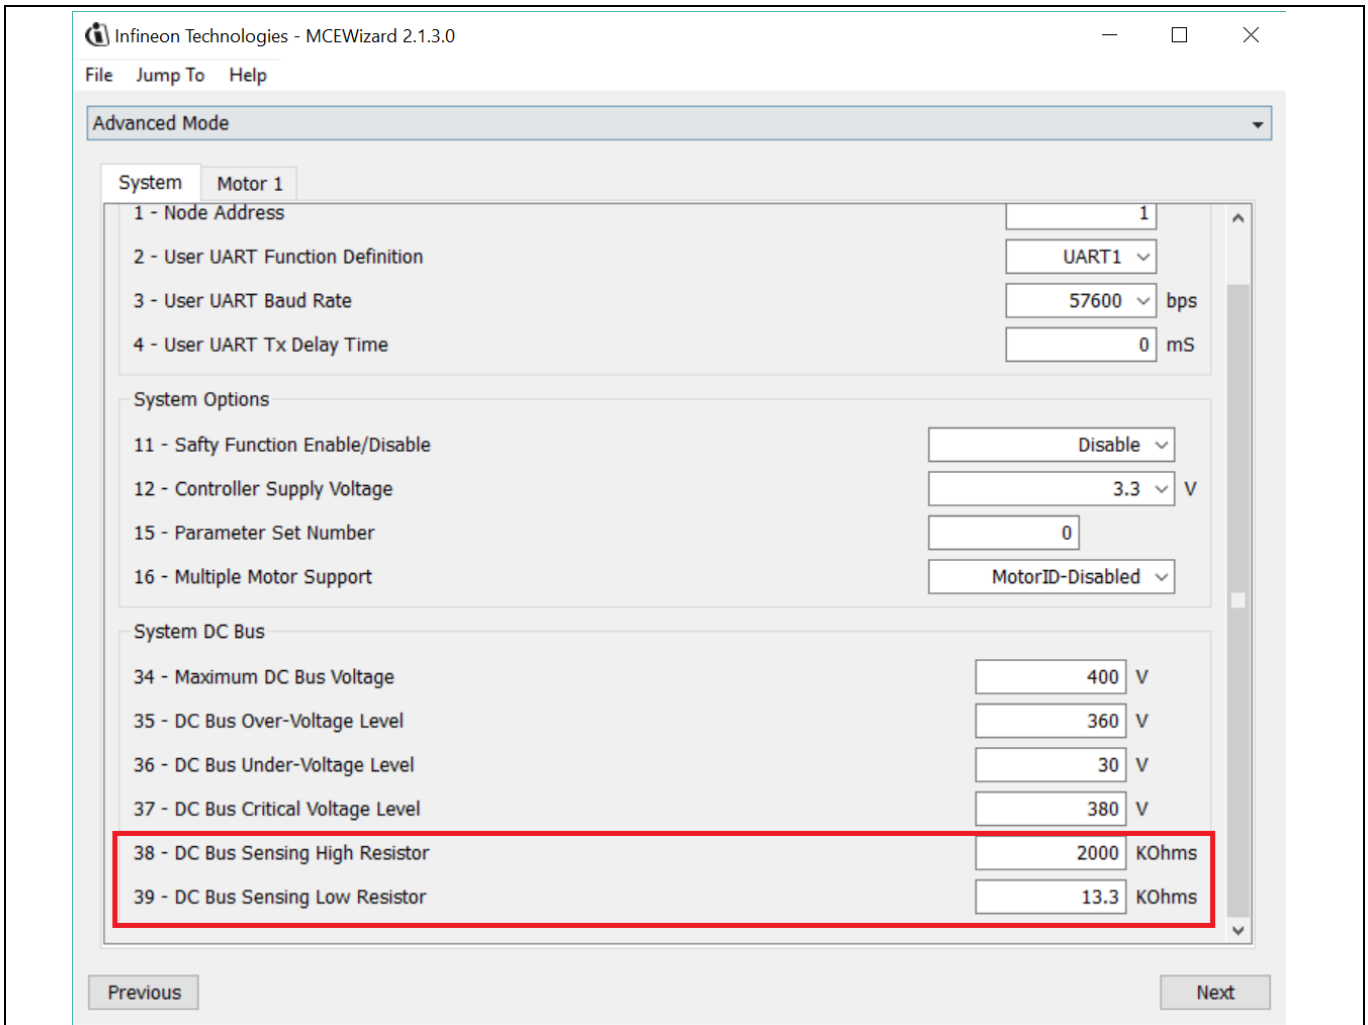 Infineon Technologies - MCEWizard 2.1.3.0
File Jump To Help
Advanced Mode
System Motor 1
1 - Node Address 1
2 - User UART Function Definition UART1
3 - User UART Baud Rate 57600 bps
4 - User UART Tx Delay Time 0 mS
System Options
11 - Safty Function Enable/Disable Disable
12 - Controller Supply Voltage 3.3 V
15 - Parameter Set Number 0
16 - Multiple Motor Support MotorID-Disabled
System DC Bus
34 - Maximum DC Bus Voltage 400 V
35 - DC Bus Over-Voltage Level 360 V
36 - DC Bus Under-Voltage Level 30 V
37 - DC Bus Critical Voltage Level 380 V
38 - DC Bus Sensing High Resistor 2000 KOhms
39 - DC Bus Sensing Low Resistor 13.3 KOhms
Previous Next